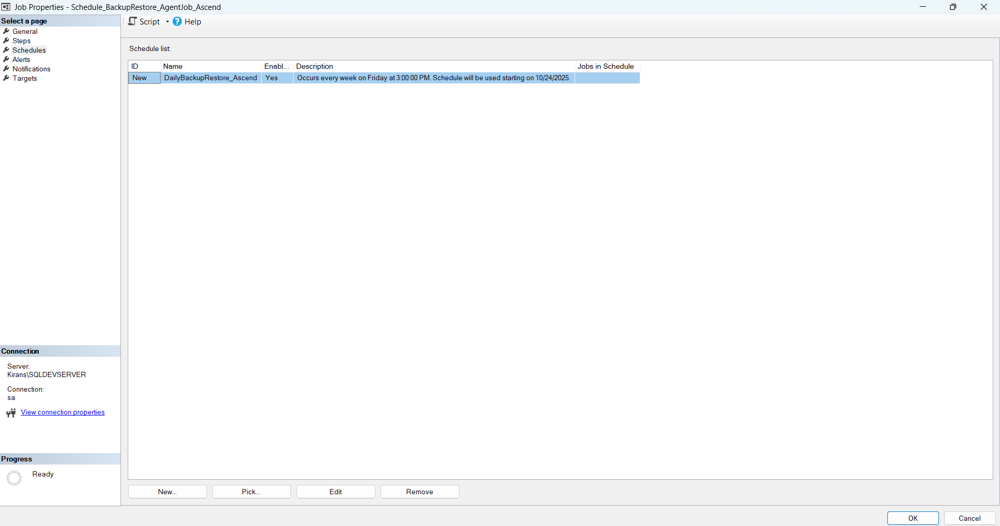 Job Properties - Schedule_BackupRestore_AgentJob_Ascend
Select a page
General
Steps
Schedules
Alerts
Notifications
Targets
Script
Help
Schedule list:
ID Name Enabl... Description Jobs in Schedule
New DailyBackupRestore_Ascend Yes Occurs every week on Friday at 3:00:00 PM. Schedule will be used starting on 10/24/2025.
Connection
Server:
Kirans\SQLDEVSERVER
Connection:
sa
View connection properties
Progress
Ready
New... Pick... Edit Remove
OK Cancel